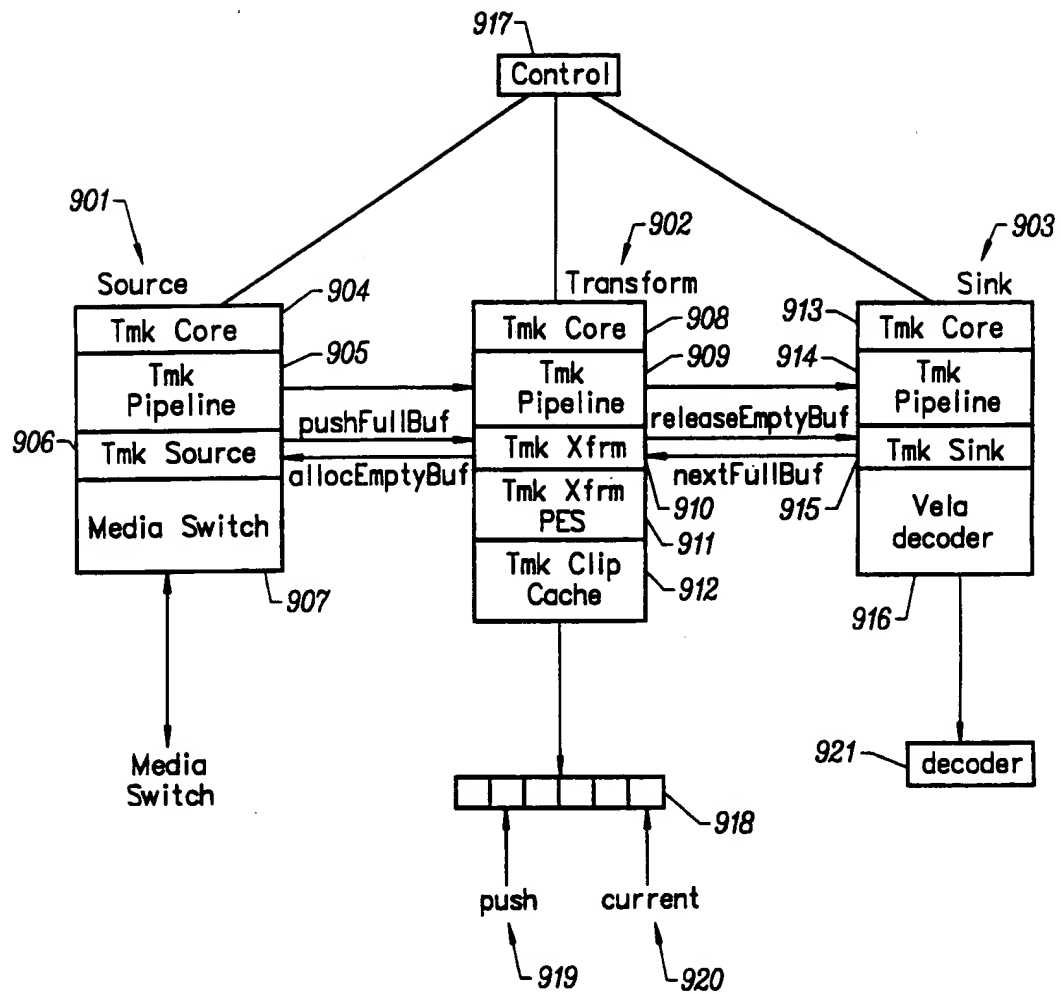 917
Control
901
902
903
Source
Transform
Sink
904
908
913
Tmk Core
Tmk Core
Tmk Core
905
909
914
Tmk
Pipeline
Tmk
Pipeline
Tmk
Pipeline
pushFullBuf
releaseEmptyBuf
906
Tmk Source
Tmk Xfrm
Tmk Sink
allocEmptyBuf
nextFullBuf
910
915
Media Switch
Tmk Xfrm
PES
911
Vela
decoder
Tmk Clip
Cache
912
907
916
Media
Switch
921
decoder
918
push
current
919
920